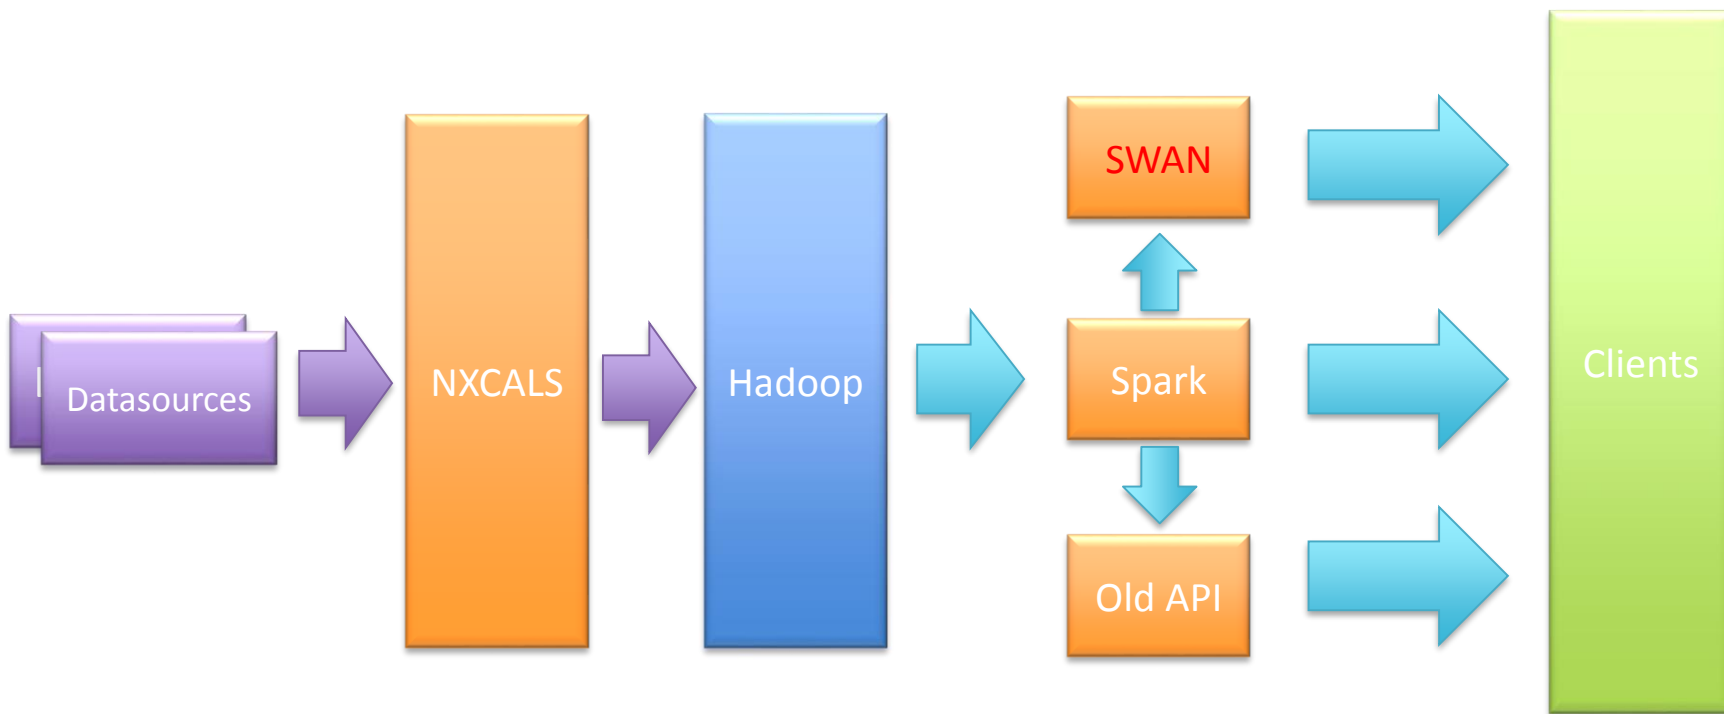 SWAN
Datasources
NXCALS
Hadoop
Spark
Clients
Old API